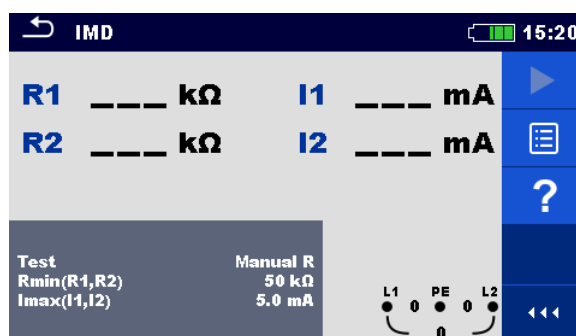 IMD 15:20
R1 ___ kΩ I1 ___ mA
R2 ___ kΩ I2 ___ mA
?
Test Manual R
Rmin(R1,R2) 50 kΩ
Imax(I1,I2) 5.0 mA
L1 PE L2
0 0
0